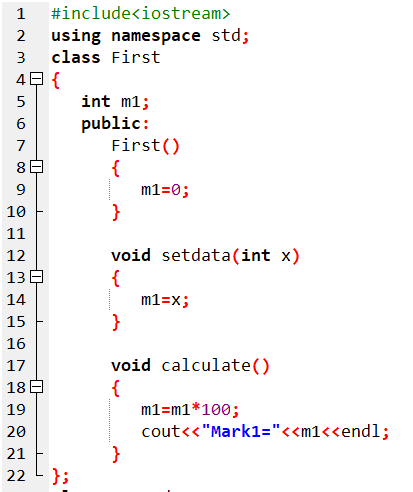 1 #include<iostream>
2 using namespace std;
3 class First
4 {
5 int m1;
6 public:
7 First()
8 {
9 m1=0;
10 }
11
12 void setdata(int x)
13 {
14 m1=x;
15 }
16
17 void calculate()
18 {
19 m1=m1*100;
20 cout<<"Mark1="<<m1<<endl;
21 }
22 };